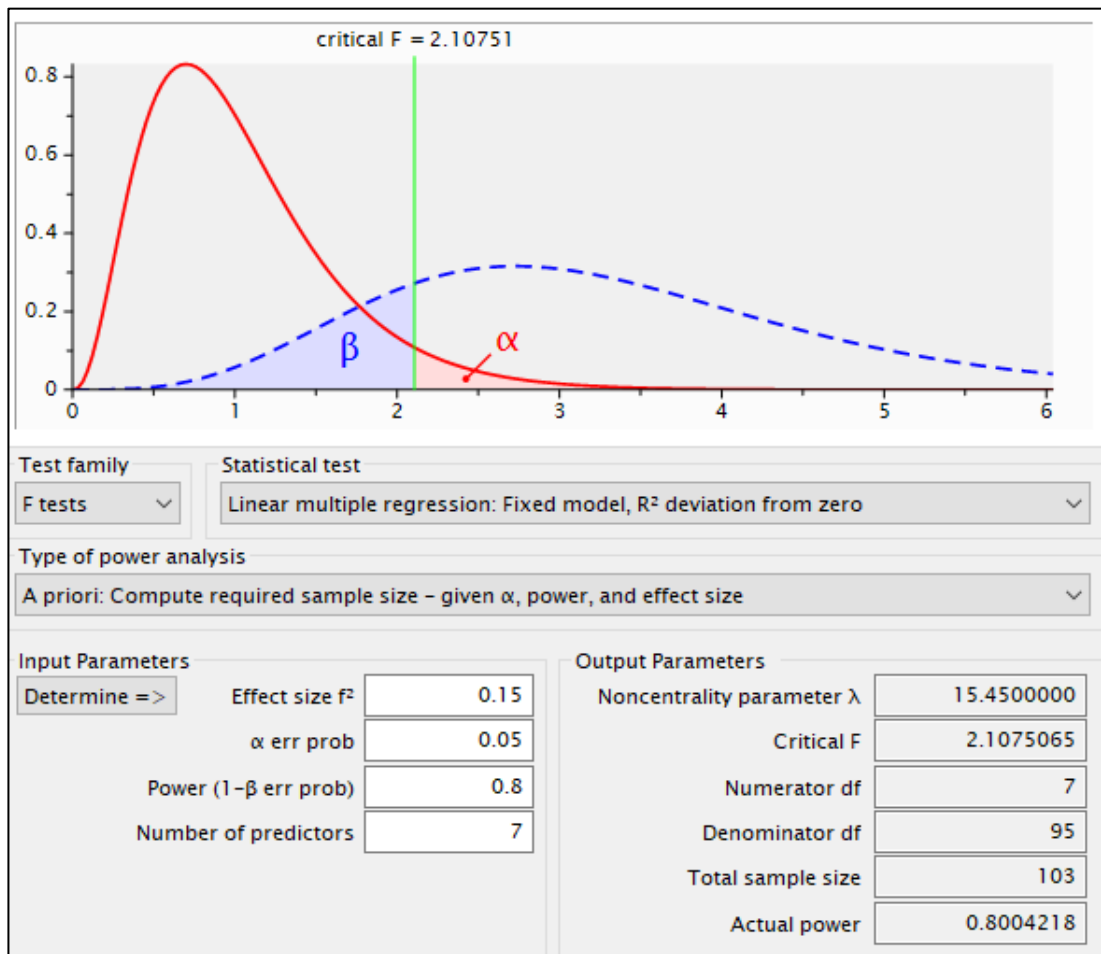 critical F = 2.10751
0.8
0.6
0.4
0.2
0
β
α
0 1 2 3 4 5 6
Test family Statistical test
F tests Linear multiple regression: Fixed model, R² deviation from zero
Type of power analysis
A priori: Compute required sample size – given α, power, and effect size
Input Parameters Output Parameters
Determine => Effect size f² 0.15 Noncentrality parameter λ 15.4500000
α err prob 0.05 Critical F 2.1075065
Power (1-β err prob) 0.8 Numerator df 7
Number of predictors 7 Denominator df 95
Total sample size 103
Actual power 0.8004218